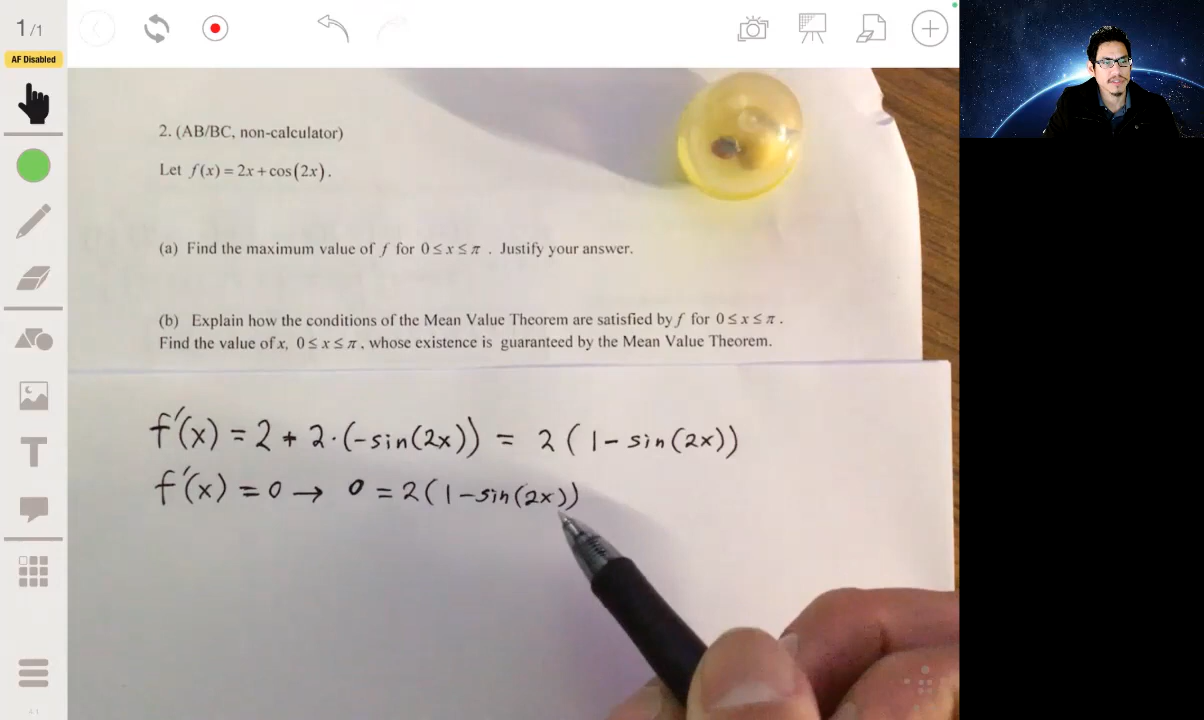 1/1
AF Disabled
2. (AB/BC, non-calculator)
Let f(x) = 2x + cos(2x).
(a) Find the maximum value of f for 0 ≤ x ≤ π . Justify your answer.
(b) Explain how the conditions of the Mean Value Theorem are satisfied by f for 0 ≤ x ≤ π .
Find the value of x, 0 ≤ x ≤ π , whose existence is guaranteed by the Mean Value Theorem.
f'(x) = 2 + 2·(-sin(2x)) = 2(1-sin(2x))
f'(x) = 0 → 0 = 2(1-sin(2x))
T